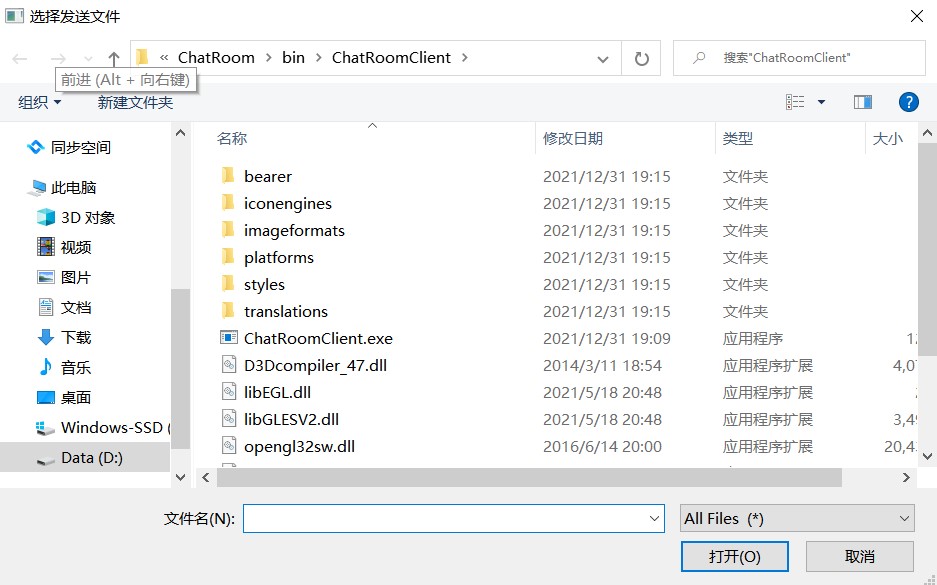 选择发送文件
« ChatRoom > bin > ChatRoomClient >
搜索"ChatRoomClient"
前进 (Alt + 向右键)
组织
新建文件夹
同步空间
此电脑
3D 对象
视频
图片
文档
下载
音乐
桌面
Windows-SSD (
Data (D:)
名称 修改日期 类型 大小
bearer 2021/12/31 19:15 文件夹
iconengines 2021/12/31 19:15 文件夹
imageformats 2021/12/31 19:15 文件夹
platforms 2021/12/31 19:15 文件夹
styles 2021/12/31 19:15 文件夹
translations 2021/12/31 19:15 文件夹
ChatRoomClient.exe 2021/12/31 19:09 应用程序
D3Dcompiler_47.dll 2014/3/11 18:54 应用程序扩展 4,0
libEGL.dll 2021/5/18 20:48 应用程序扩展
libGLESV2.dll 2021/5/18 20:48 应用程序扩展 3,4
opengl32sw.dll 2016/6/14 20:00 应用程序扩展 20,4
文件名(N):
All Files (*)
打开(O)
取消